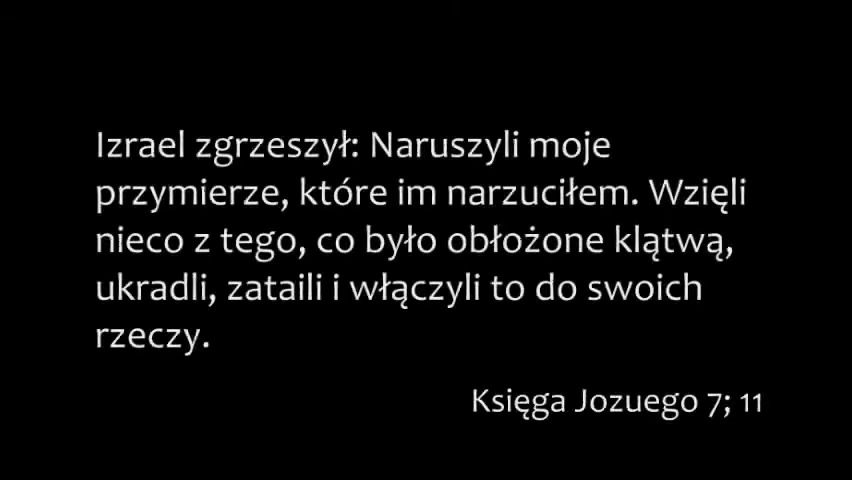 Izrael zgrzeszył: Naruszyli moje
przymierze, które im narzuciłem. Wzięli
nieco z tego, co było obłożone klątwą,
ukradli, zataili i włączyli to do swoich
rzeczy.
Księga Jozuego 7; 11